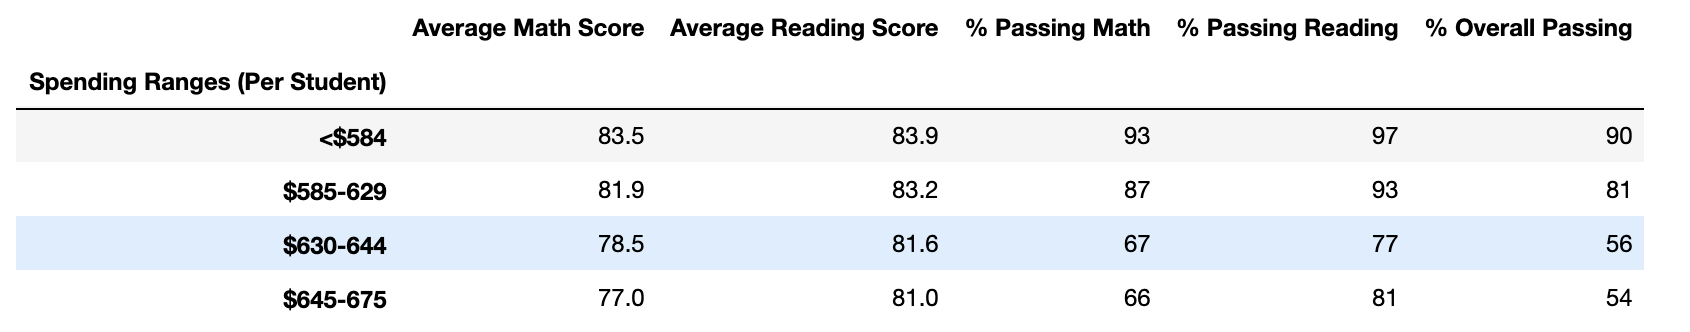 Average Math Score Average Reading Score % Passing Math % Passing Reading % Overall Passing
Spending Ranges (Per Student)
<$584 83.5 83.9 93 97 90
$585-629 81.9 83.2 87 93 81
$630-644 78.5 81.6 67 77 56
$645-675 77.0 81.0 66 81 54